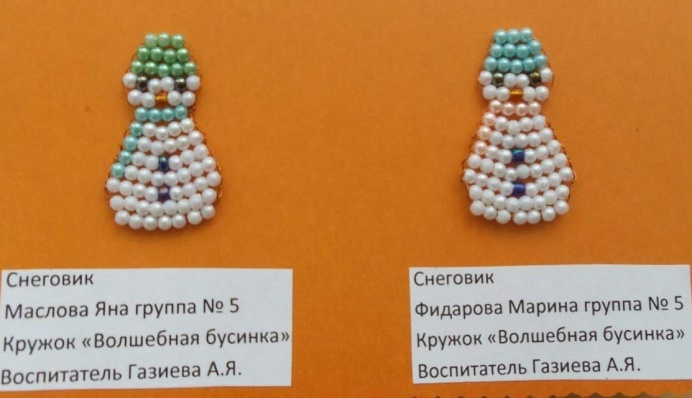 Снеговик
Маслова Яна группа № 5
Кружок «Волшебная бусинка»
Воспитатель Газиева А.Я.
Снеговик
Фидарова Марина группа № 5
Кружок «Волшебная бусинка»
Воспитатель Газиева А.Я.